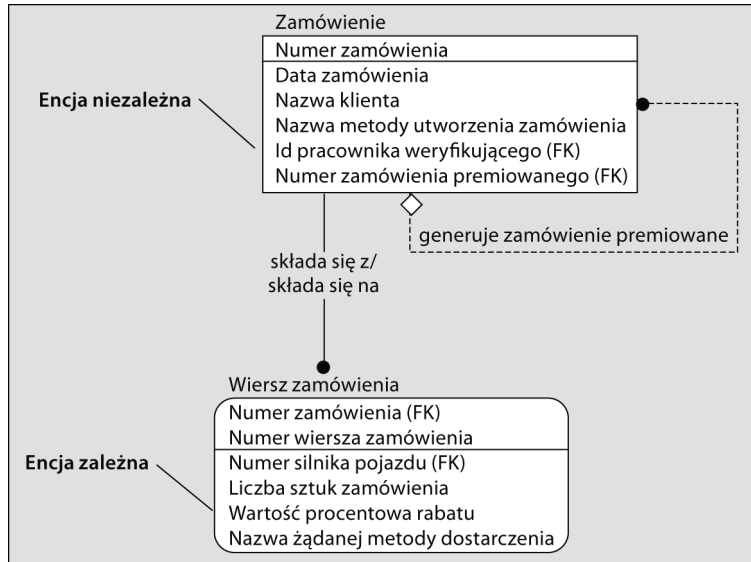 Zamówienie
Numer zamówienia
Data zamówienia
Nazwa klienta
Nazwa metody utworzenia zamówienia
Id pracownika weryfikującego (FK)
Numer zamówienia premiowanego (FK)
Encja niezależna
generuje zamówienie premiowane
składa się z/
składa się na
Wiersz zamówienia
Numer zamówienia (FK)
Numer wiersza zamówienia
Numer silnika pojazdu (FK)
Liczba sztuk zamówienia
Wartość procentowa rabatu
Nazwa żądanej metody dostarczenia
Encja zależna